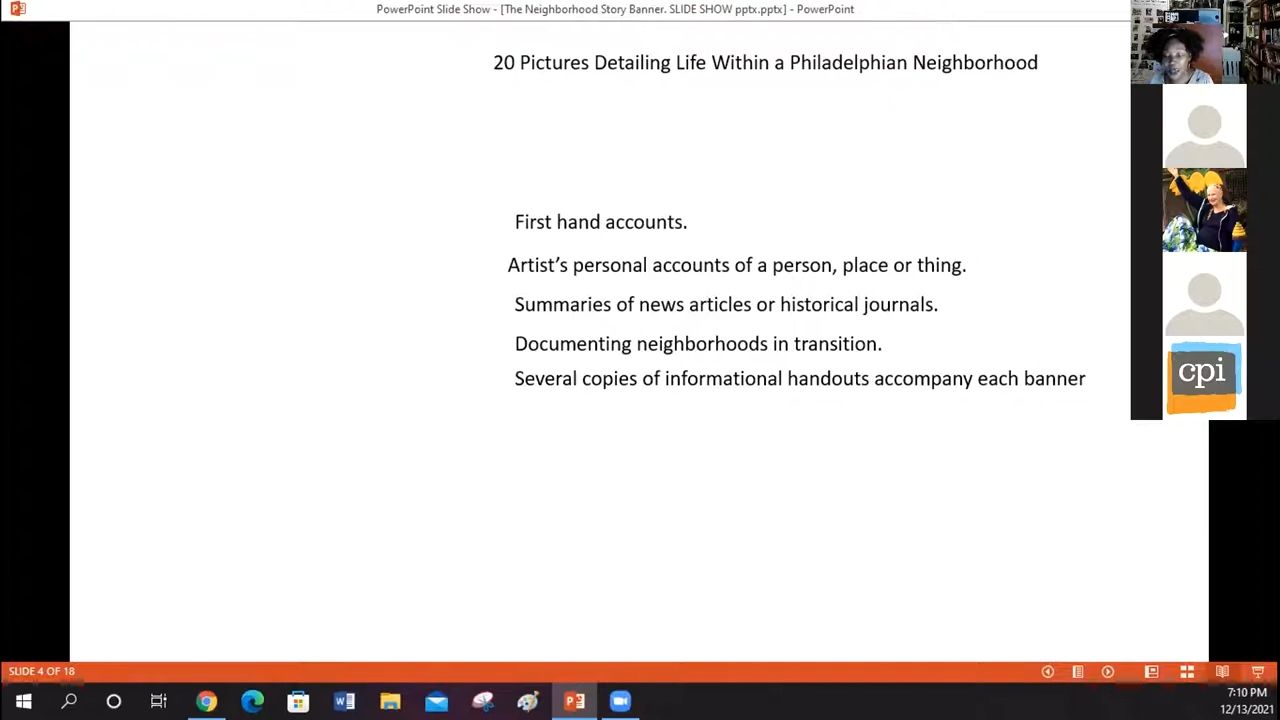 PowerPoint Slide Show - [The Neighborhood Story Banner. SLIDE SHOW pptx.pptx] - PowerPoint
20 Pictures Detailing Life Within a Philadelphian Neighborhood
First hand accounts.
Artist’s personal accounts of a person, place or thing.
Summaries of news articles or historical journals.
Documenting neighborhoods in transition.
Several copies of informational handouts accompany each banner
cpi
SLIDE 4 OF 18
7:10 PM
12/13/2021